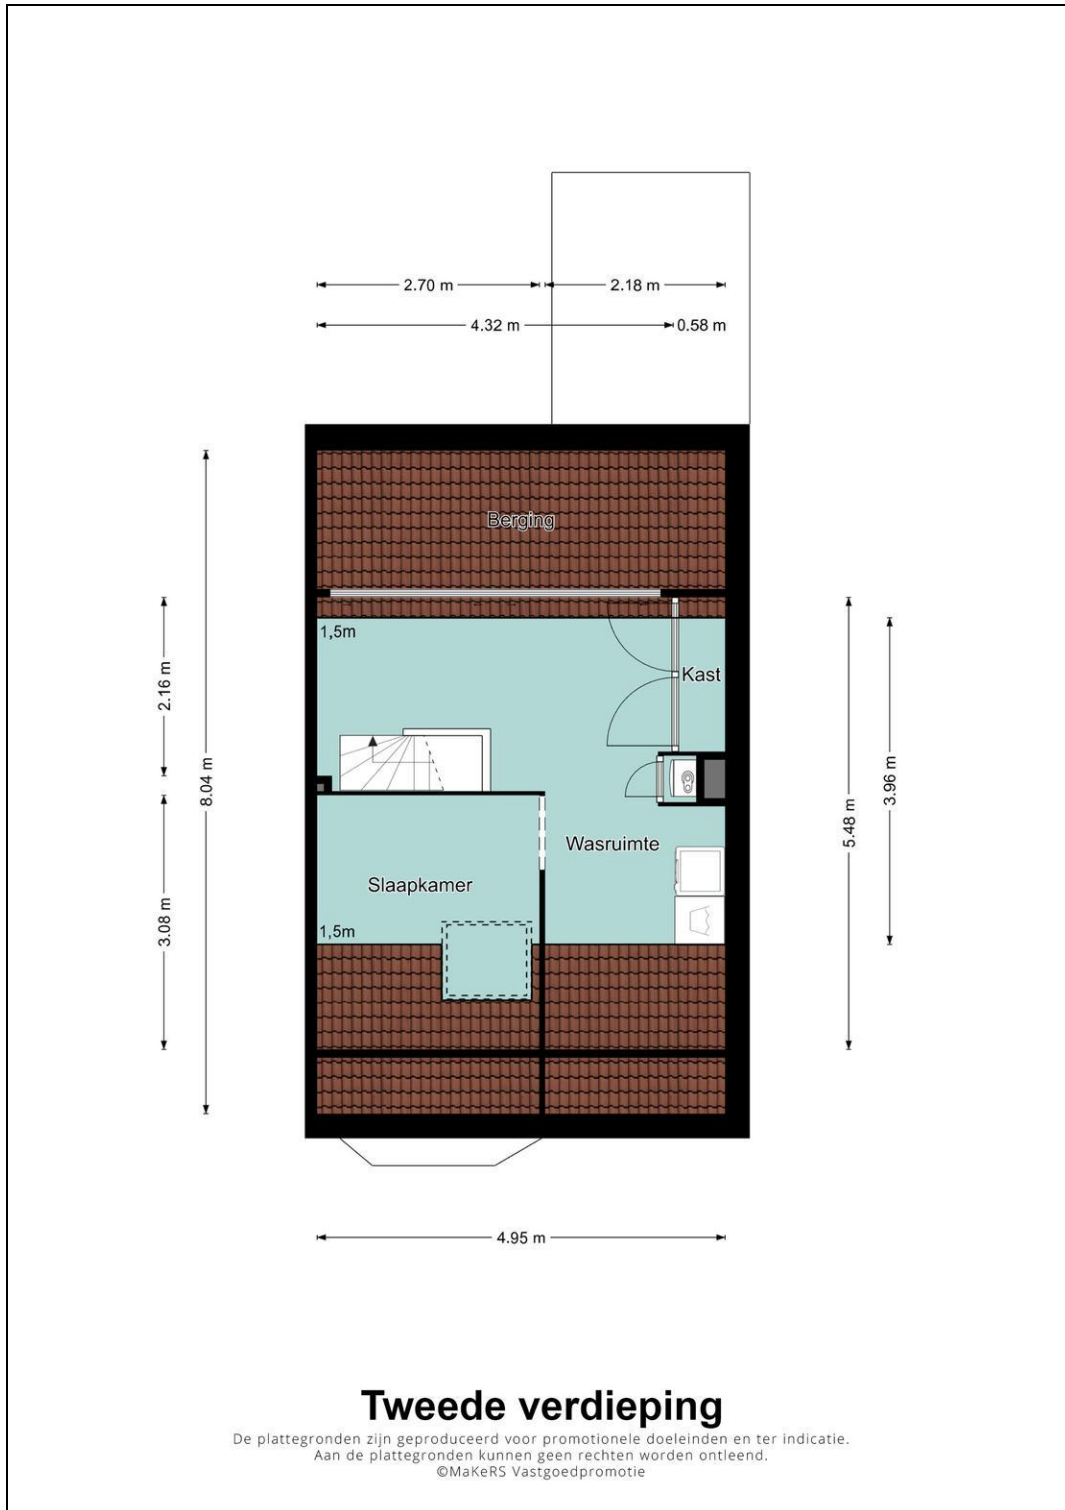 2.70 m
2.18 m
4.32 m
0.58 m
Berging
1,5m
Kast
2.16 m
8.04 m
3.96 m
5.48 m
Wasruimte
Slaapkamer
3.08 m
1,5m
4.95 m
Tweede verdieping
De plattegronden zijn geproduceerd voor promotionele doeleinden en ter indicatie.
Aan de plattegronden kunnen geen rechten worden ontleend.
©MaKeRS Vastgoedpromotie